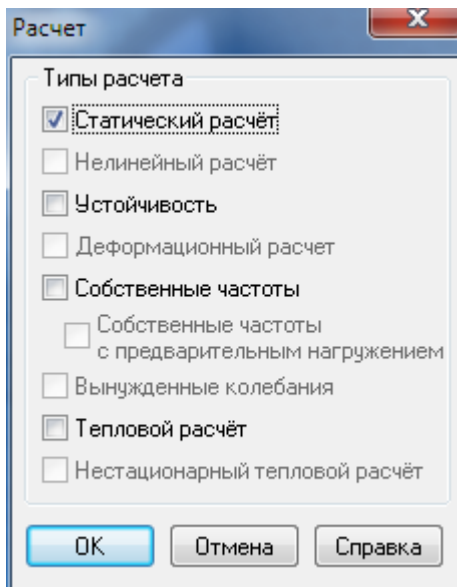 Расчет
Типы расчета
Статический расчёт
Нелинейный расчёт
Устойчивость
Деформационный расчет
Собственные частоты
Собственные частоты
с предварительным нагружением
Вынужденные колебания
Тепловой расчёт
Нестационарный тепловой расчёт
OK Отмена Справка